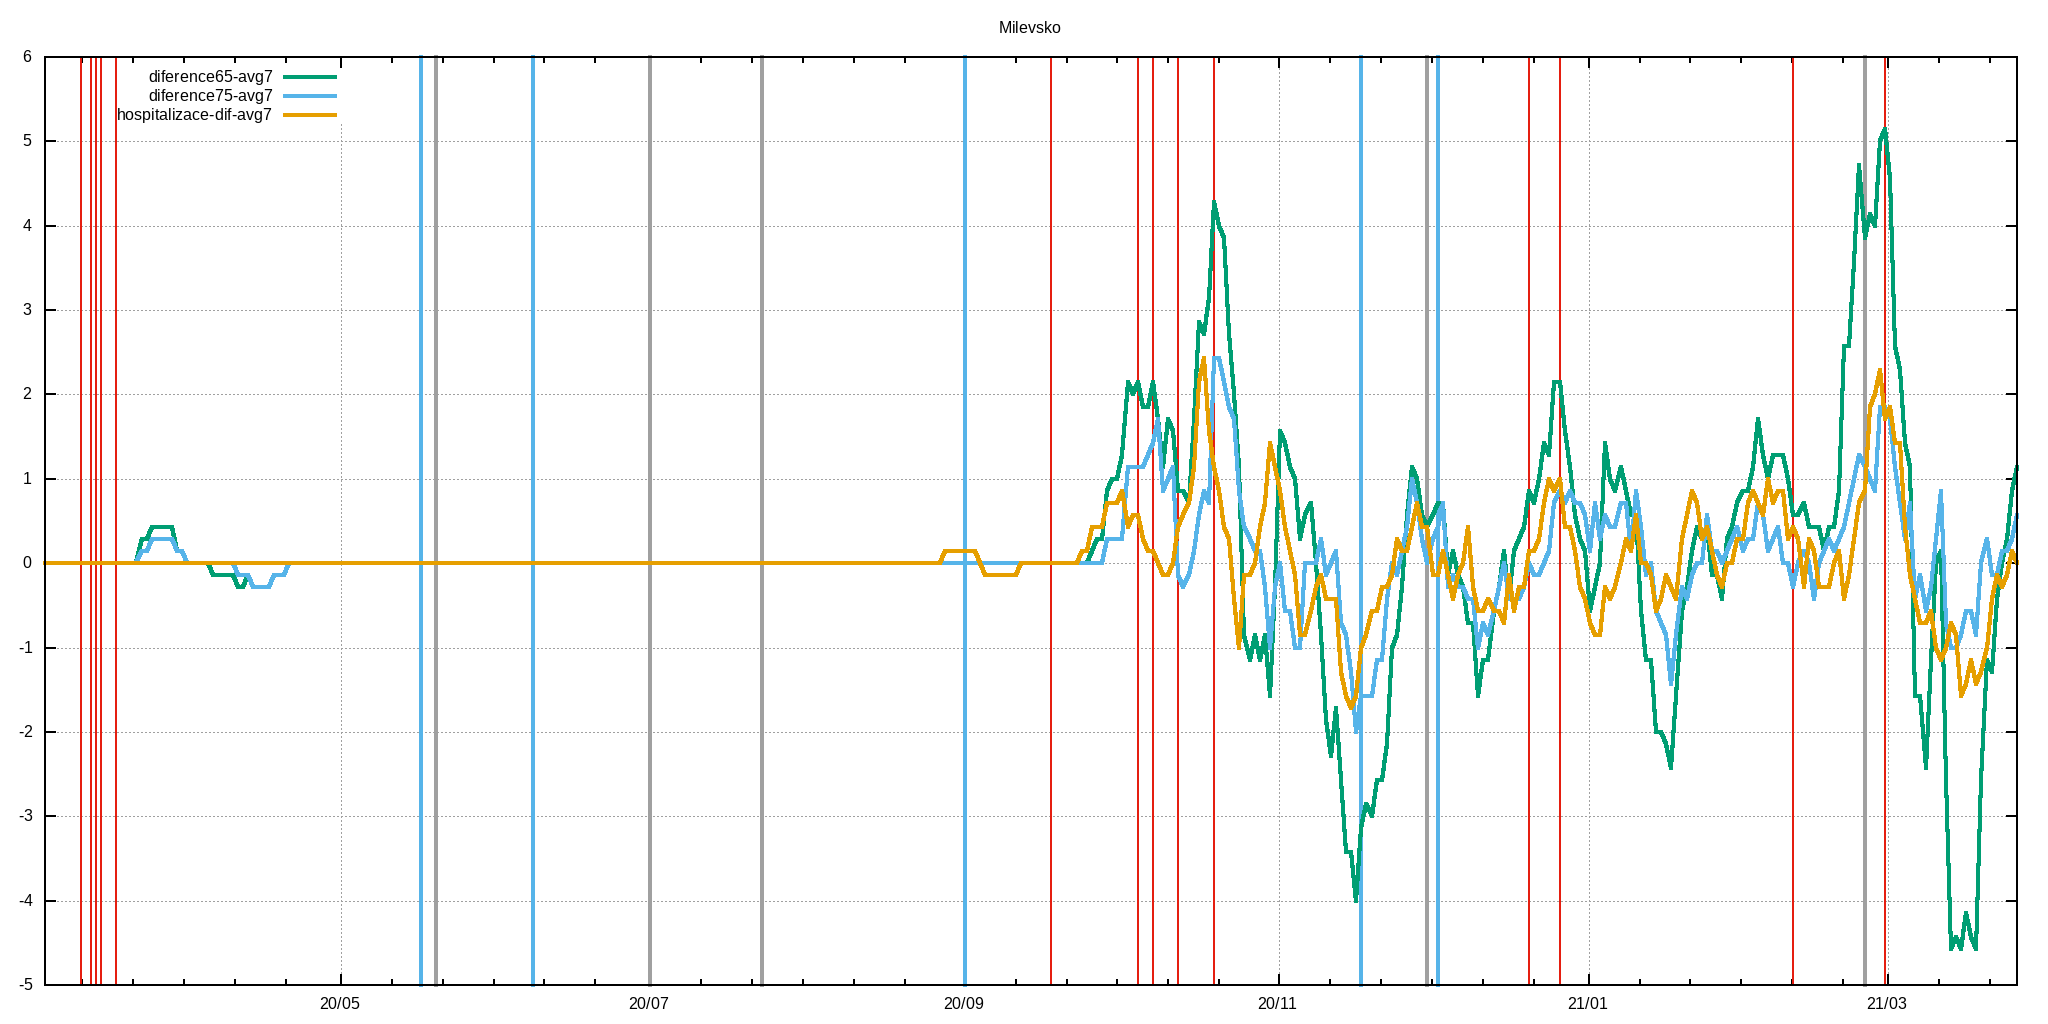 Milevsko
6
diference65-avg7
diference75-avg7
hospitalizace-dif-avg7
5
4
3
2
1
0
-1
-2
-3
-4
-5
20/05 20/07 20/09 20/11 21/01 21/03